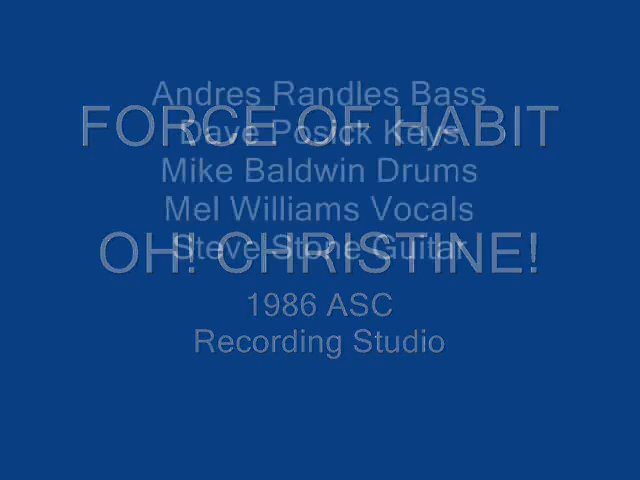 Andres Randles Bass
FORCE OF HABIT
Dave Posick Keys
Mike Baldwin Drums
Mel Williams Vocals
OH! CHRISTINE!
Steve Stone Guitar
1986 ASC
Recording Studio